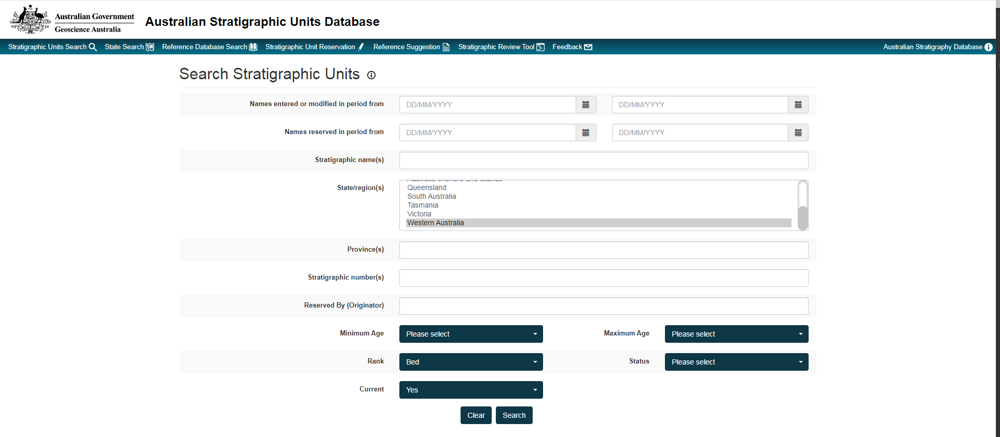 Australian Government
Geoscience Australia
Australian Stratigraphic Units Database
Stratigraphic Units Search State Search Reference Database Search Stratigraphic Unit Reservation Reference Suggestion Stratigraphic Review Tool Feedback Australian Stratigraphy Database
Search Stratigraphic Units
Names entered or modified in period from DD/MM/YYYY DD/MM/YYYY
Names reserved in period from DD/MM/YYYY DD/MM/YYYY
Stratigraphic name(s)
State/region(s)
Australia offshore and islands
Queensland
South Australia
Tasmania
Victoria
Western Australia
Province(s)
Stratigraphic number(s)
Reserved By (Originator)
Minimum Age Please select Maximum Age Please select
Rank Bed Status Please select
Current Yes
Clear Search